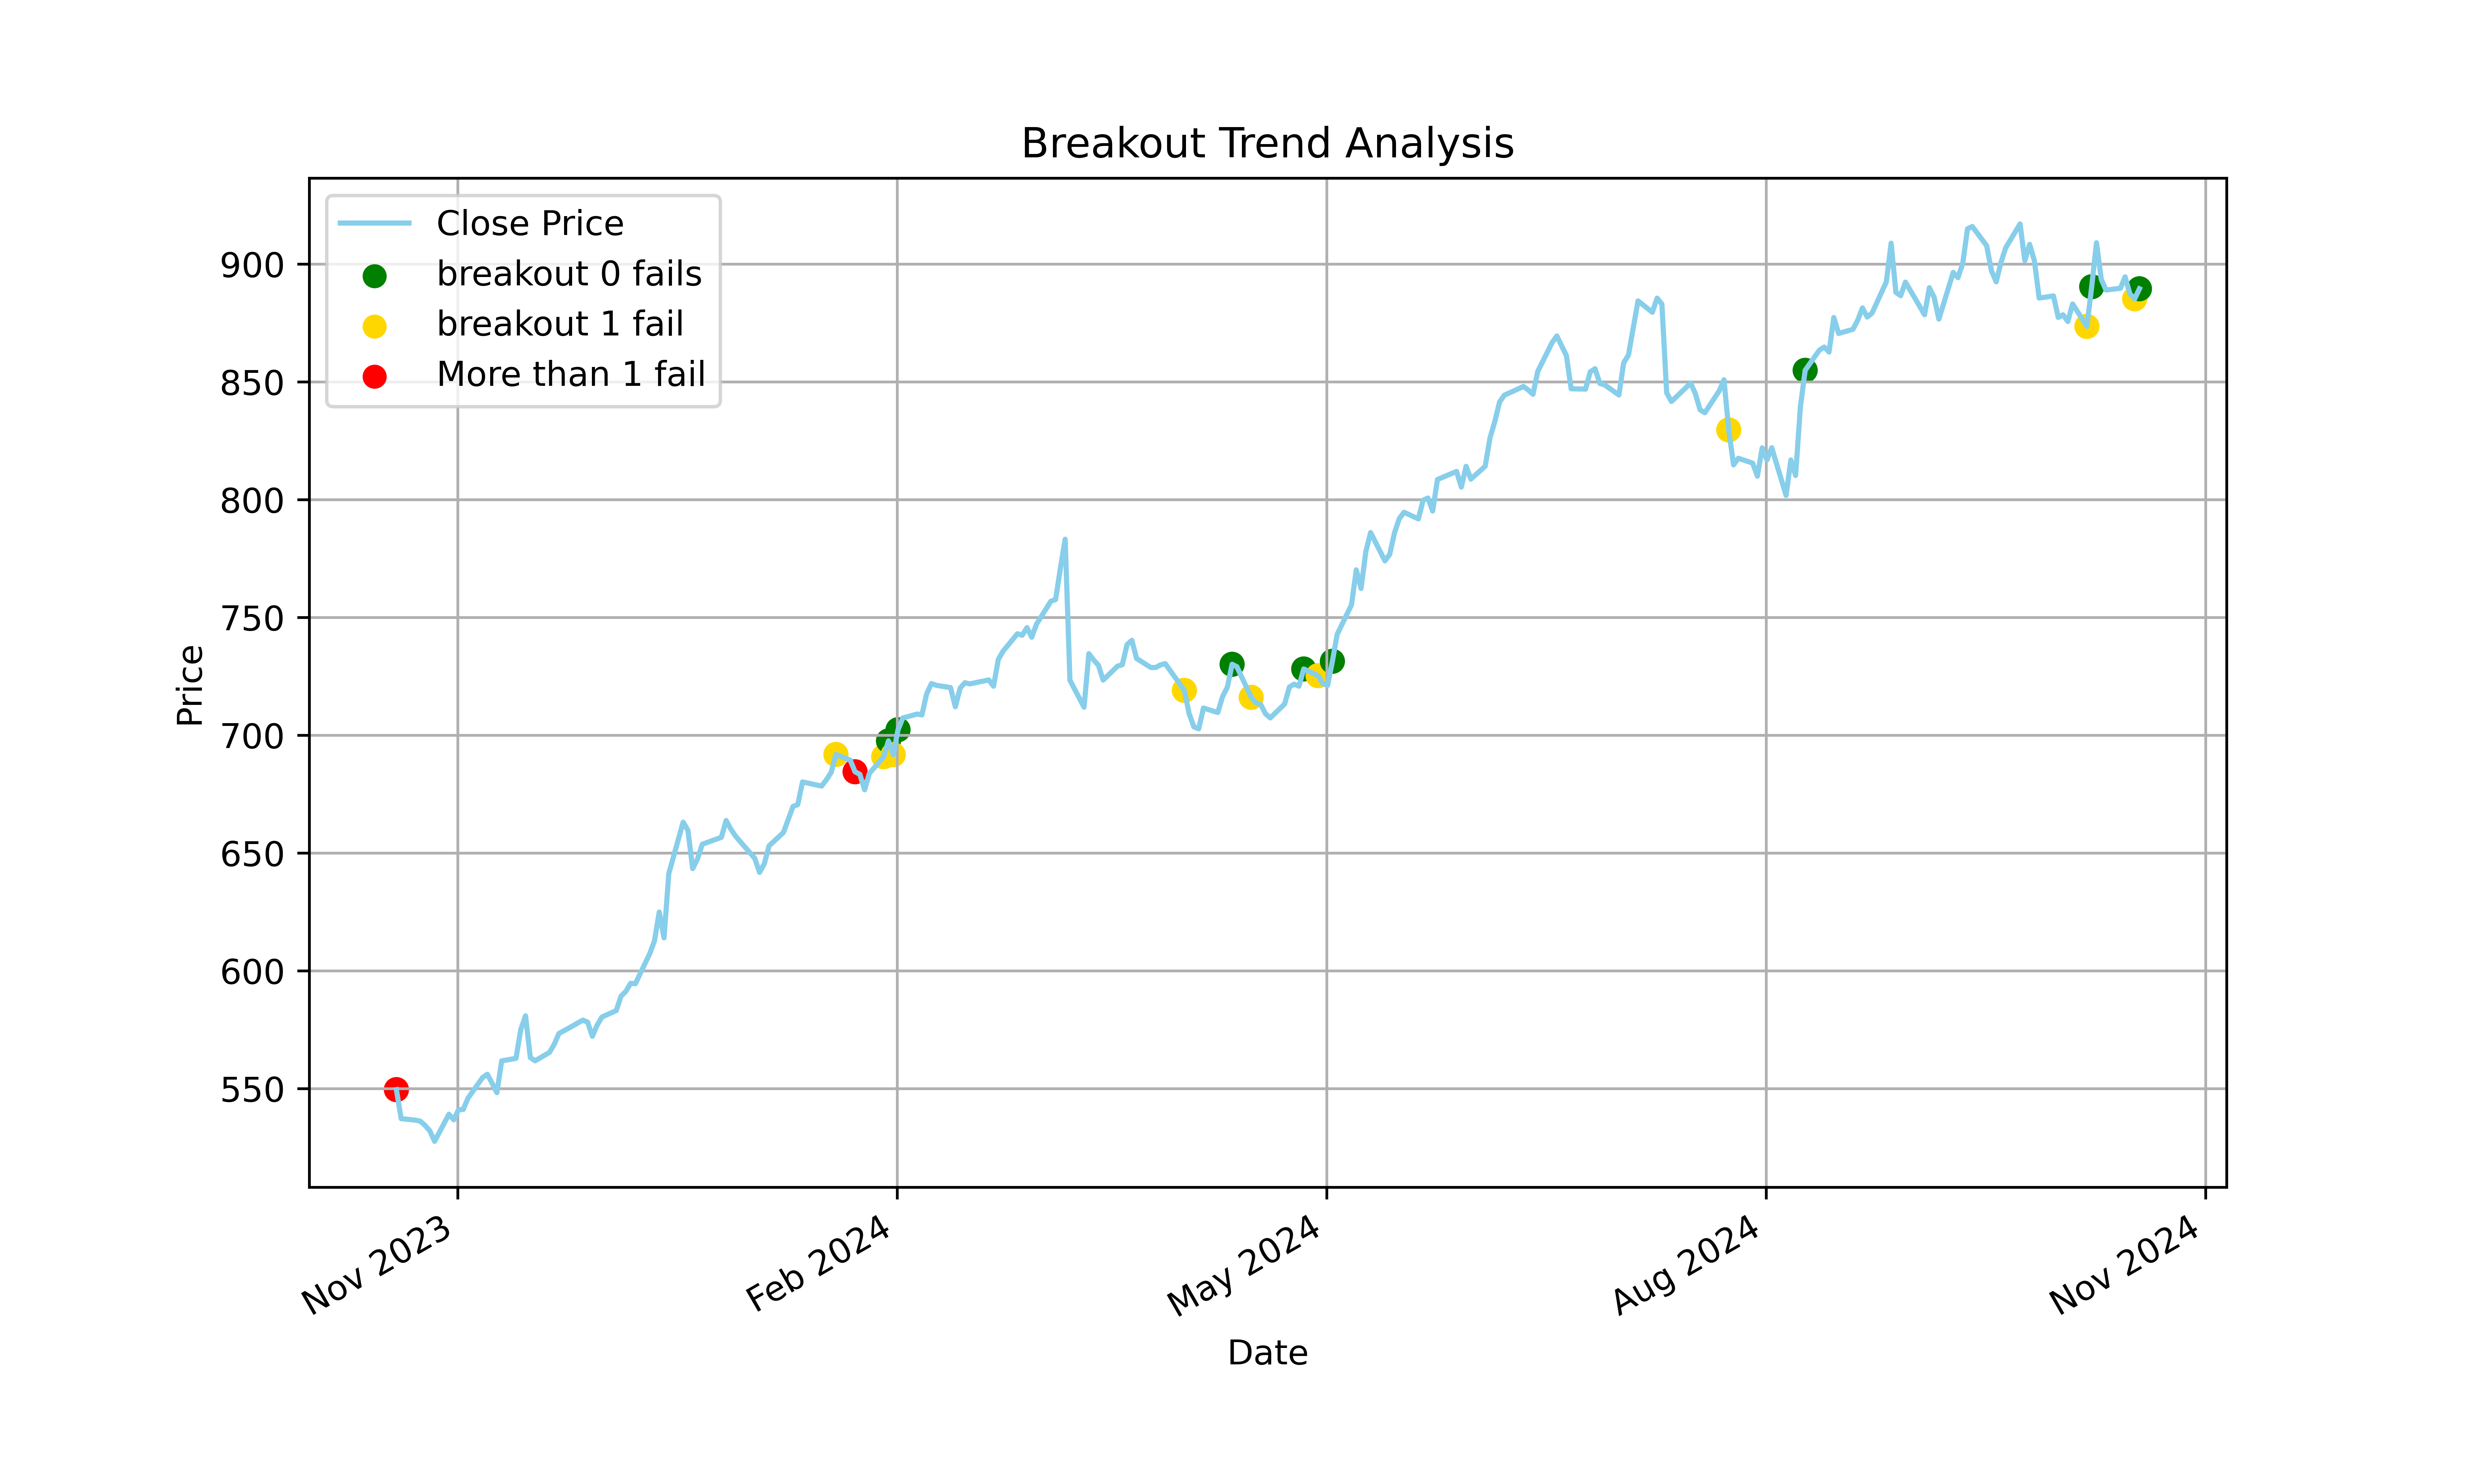 Breakout Trend Analysis
Close Price
breakout 0 fails
breakout 1 fail
More than 1 fail
900
850
800
750
700
650
600
550
Price
Nov 2023
Feb 2024
May 2024
Aug 2024
Nov 2024
Date